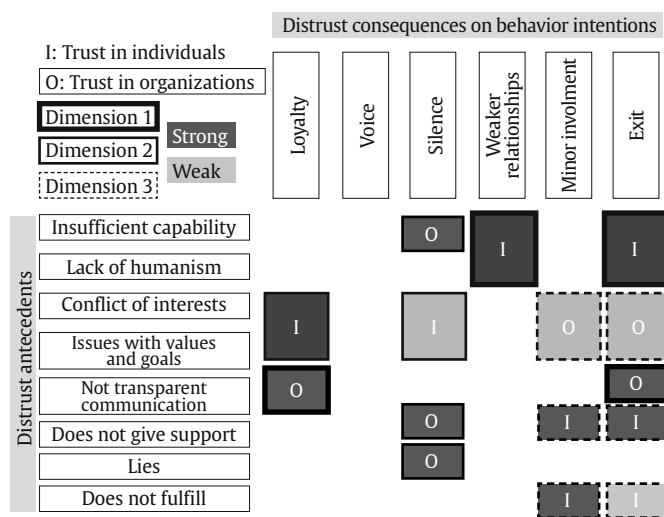 Distrust consequences on behavior intentions
I: Trust in individuals
O: Trust in organizations
Dimension 1
Dimension 2
Dimension 3
Strong
Weak
Loyalty
Voice
Silence
Weaker
relationships
Minor involment
Exit
Distrust antecedents
Insufficient capability
O
I
I
Lack of humanism
Conflict of interests
I
I
O
O
Issues with values
and goals
Not transparent
communication
O
O
Does not give support
O
I
I
Lies
O
Does not fulfill
I
I